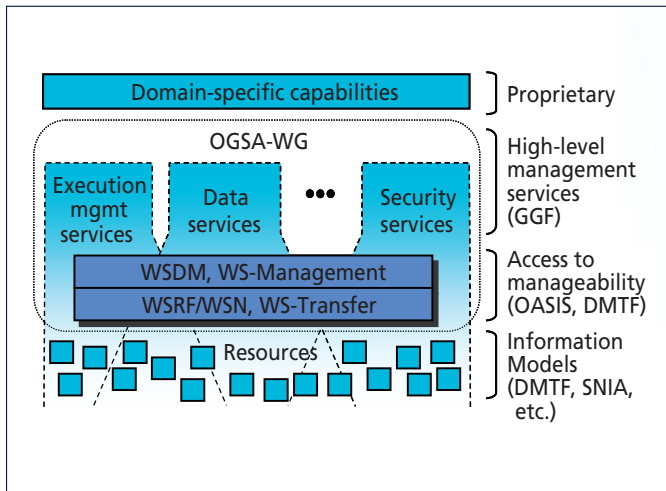 Domain-specific capabilities
Proprietary
OGSA-WG
High-level
management
services
(GGF)
Execution
mgmt
services
Data
services
•••
Security
services
WSDM, WS-Management
WSRF/WSN, WS-Transfer
Access to
manageability
(OASIS, DMTF)
Resources
Information
Models
(DMTF, SNIA,
etc.)